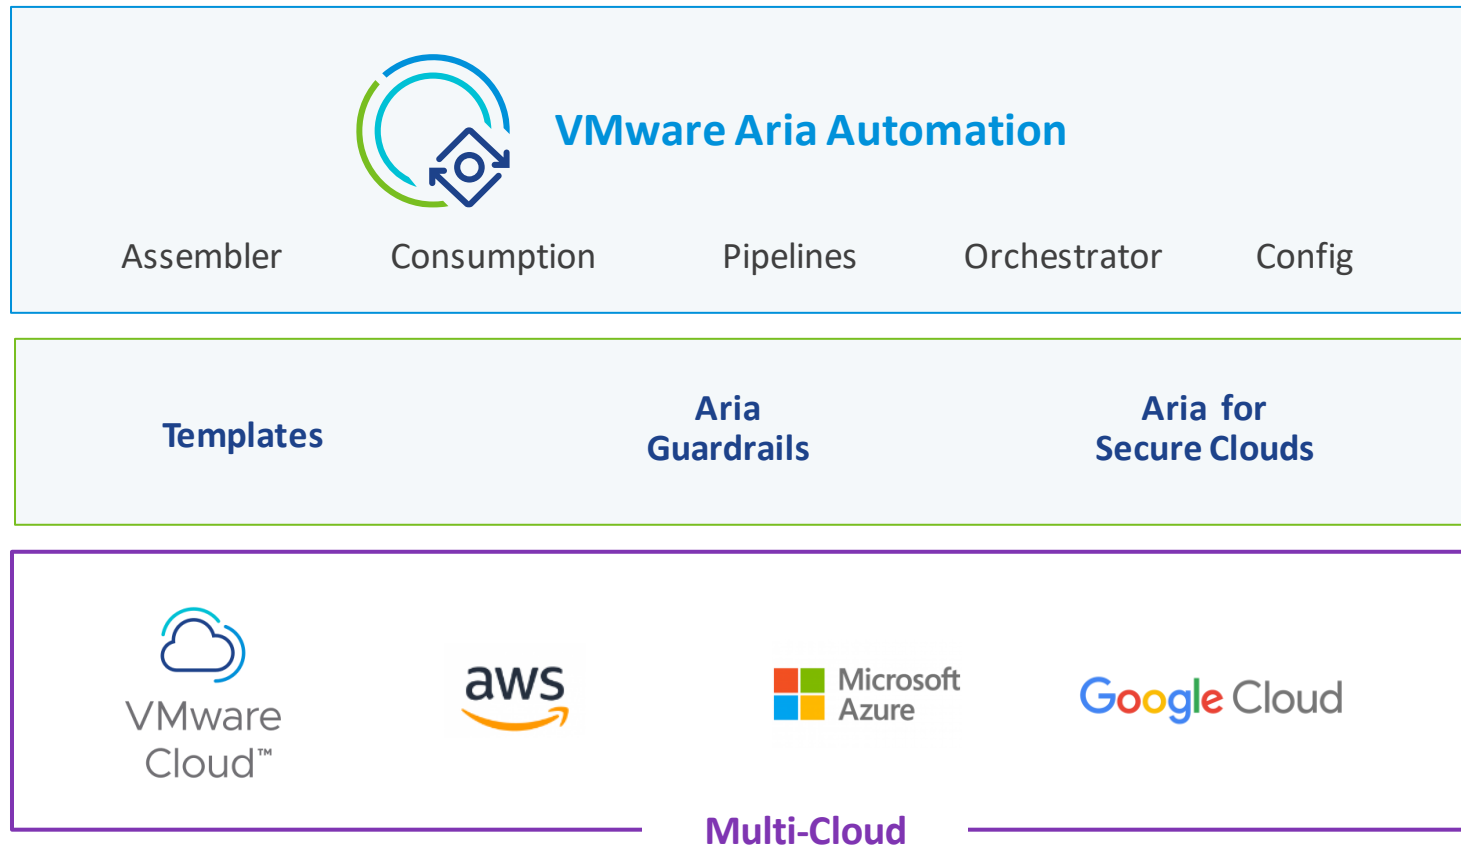 VMware Aria Automation
Assembler Consumption Pipelines Orchestrator Config
Templates
Aria
Guardrails
Aria for
Secure Clouds
VMware
Cloud™
aws
Microsoft
Azure
Google Cloud
Multi-Cloud